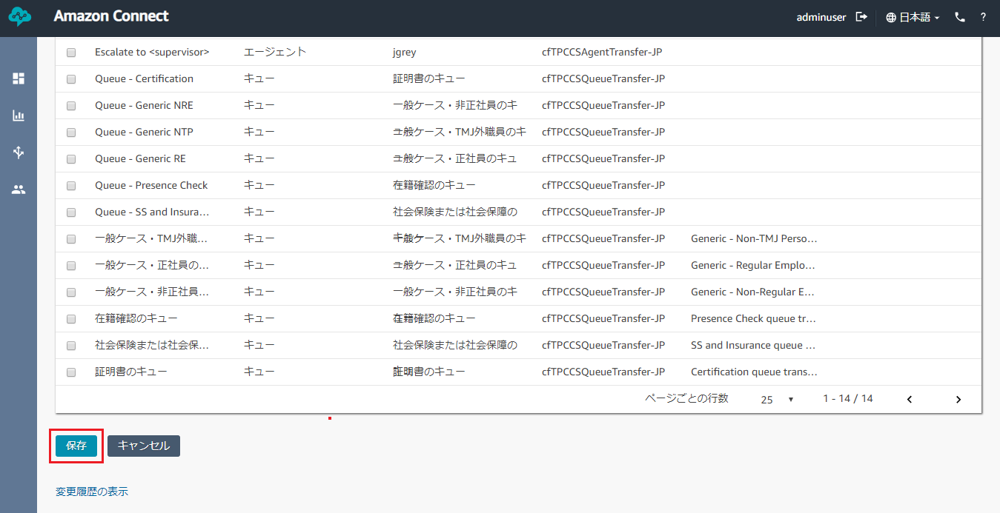 Amazon Connect
adminuser 日本語 ?
Escalate to <supervisor> エージェント jgrey cfTPCCSAgentTransfer-JP
Queue - Certification キュー 証明書のキュー cfTPCCSQueueTransfer-JP
Queue - Generic NRE キュー 一般ケース・非正社員のキ cfTPCCSQueueTransfer-JP
Queue - Generic NTP キュー 般ケース・TMJ外職員のキ cfTPCCSQueueTransfer-JP
Queue - Generic RE キュー 般ケース・正社員のキュ cfTPCCSQueueTransfer-JP
Queue - Presence Check キュー 在籍確認のキュー cfTPCCSQueueTransfer-JP
Queue - SS and Insura... キュー 社会保険または社会保障の cfTPCCSQueueTransfer-JP
一般ケース・TMJ外職... キュー 般ケース・TMJ外職員のキ cfTPCCSQueueTransfer-JP Generic - Non-TMJ Perso...
一般ケース・正社員の... キュー 般ケース・正社員のキュ cfTPCCSQueueTransfer-JP Generic - Regular Emplo...
一般ケース・非正社員... キュー 一般ケース・非正社員のキ cfTPCCSQueueTransfer-JP Generic - Non-Regular E...
在籍確認のキュー キュー 在籍確認のキュー cfTPCCSQueueTransfer-JP Presence Check queue tr...
社会保険または社会保... キュー 社会保険または社会保障の cfTPCCSQueueTransfer-JP SS and Insurance queue ...
証明書のキュー キュー 証明書のキュー cfTPCCSQueueTransfer-JP Certification queue trans...
ページごとの行数 25 1 - 14 / 14
保存 キャンセル
変更履歴の表示